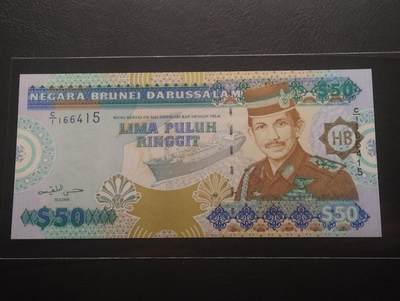 NEGARA BRUNEI DARUSSALAM $50
C/1 166415
LIMA PULUH
RINGGIT
HB
$50
$50